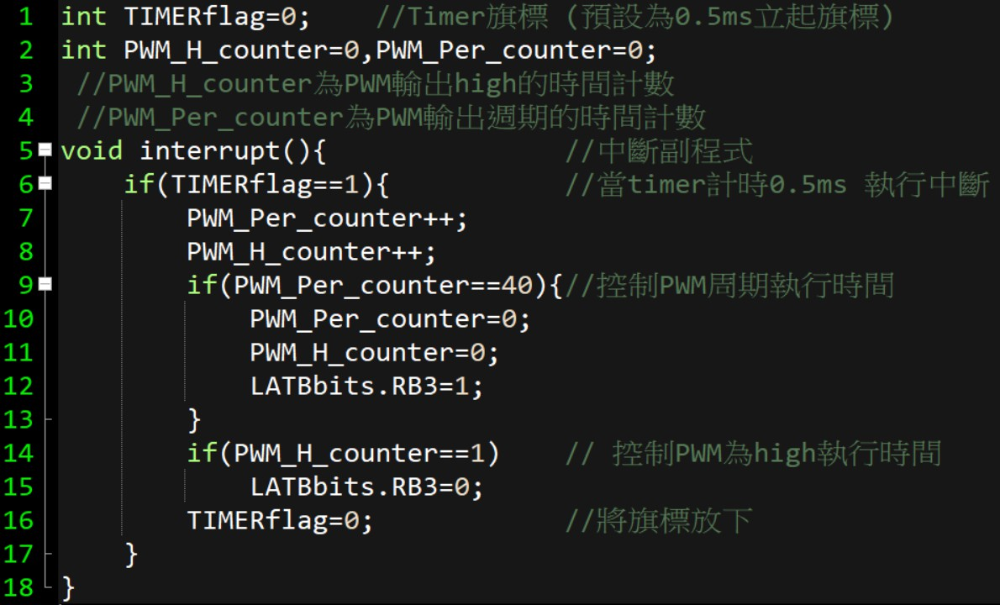 1 int TIMERflag=0;    //Timer旗標 (預設為0.5ms立起旗標)
2 int PWM_H_counter=0,PWM_Per_counter=0;
3  //PWM_H_counter為PWM輸出high的時間計數
4  //PWM_Per_counter為PWM輸出週期的時間計數
5 void interrupt(){               //中斷副程式
6     if(TIMERflag==1){           //當timer計時0.5ms 執行中斷
7         PWM_Per_counter++;
8         PWM_H_counter++;
9         if(PWM_Per_counter==40){//控制PWM周期執行時間
10             PWM_Per_counter=0;
11             PWM_H_counter=0;
12             LATBbits.RB3=1;
13         }
14         if(PWM_H_counter==1)    // 控制PWM為high執行時間
15             LATBbits.RB3=0;
16         TIMERflag=0;            //將旗標放下
17     }
18 }